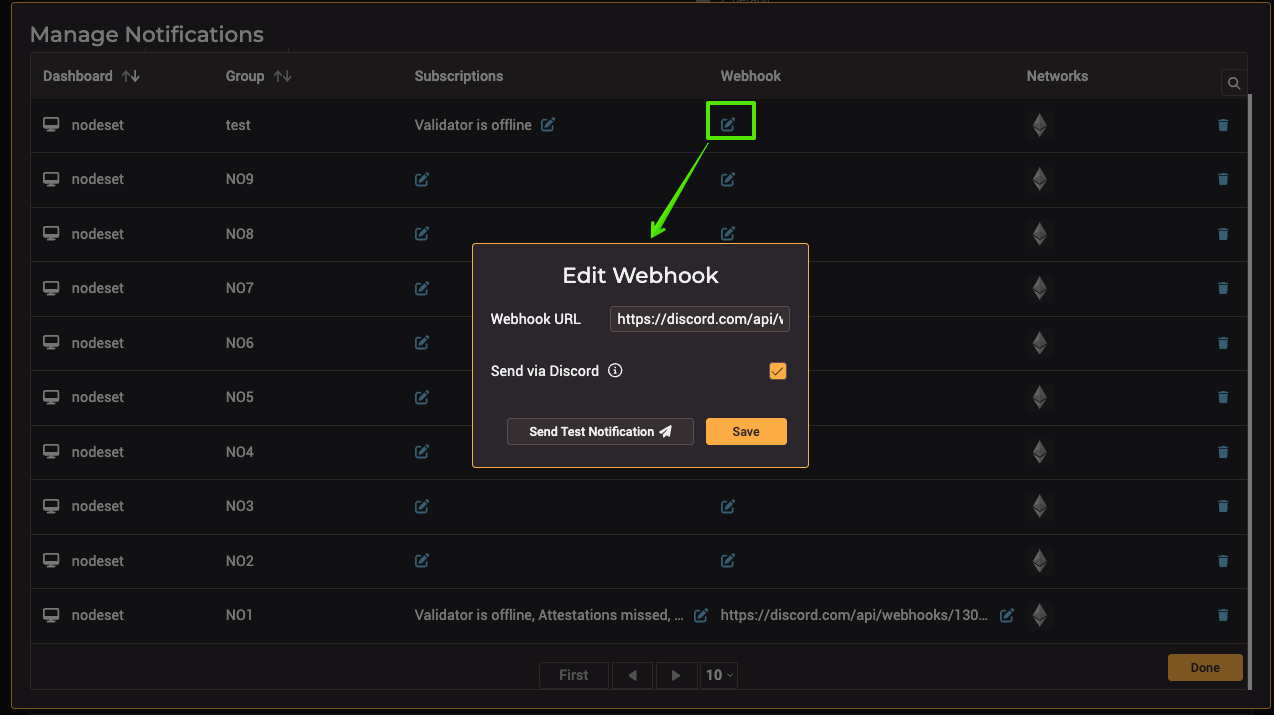 Manage Notifications
Dashboard Group Subscriptions Webhook Networks
nodeset test Validator is offline
nodeset NO9
nodeset NO8
nodeset NO7
nodeset NO6
nodeset NO5
nodeset NO4
nodeset NO3
nodeset NO2
nodeset NO1 Validator is offline, Attestations missed, ... https://discord.com/api/webhooks/130...
Edit Webhook
Webhook URL https://discord.com/api/
Send via Discord
Send Test Notification Save
First 10
Done